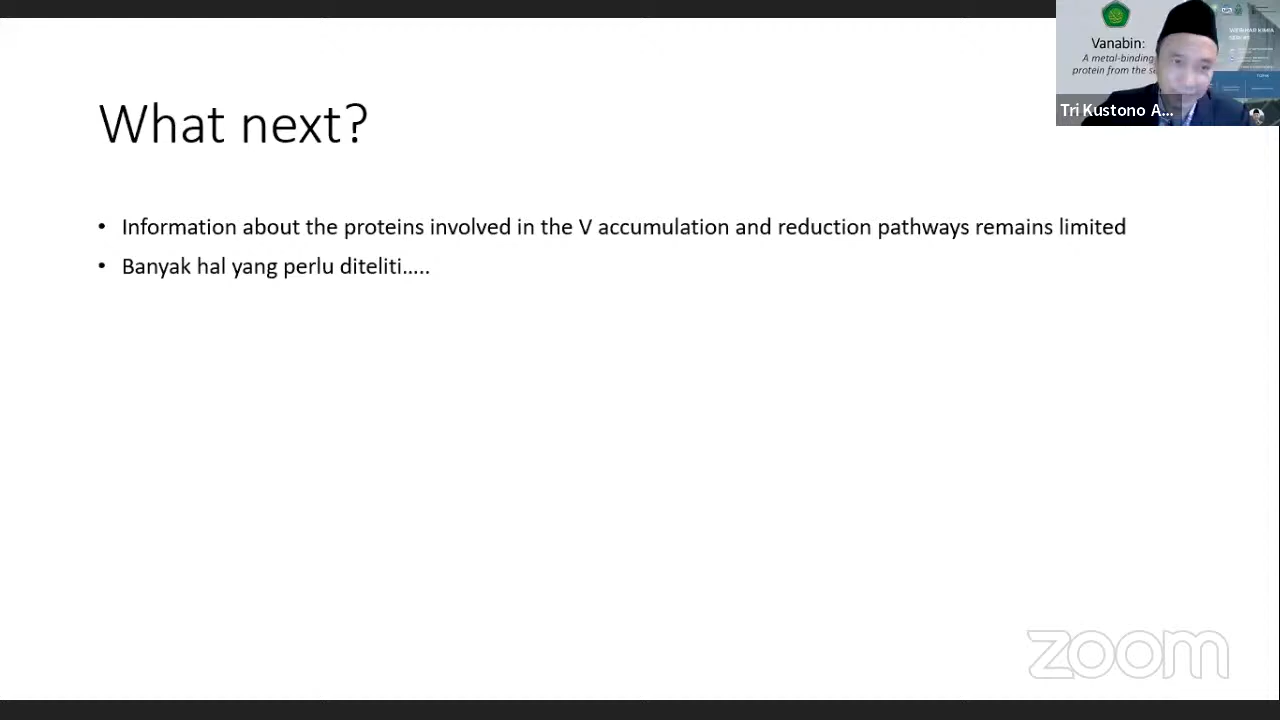 What next?
• Information about the proteins involved in the V accumulation and reduction pathways remains limited
• Banyak hal yang perlu diteliti.....
Vanabin:
A metal-binding
protein from the s
Tri Kustono A...
zoom